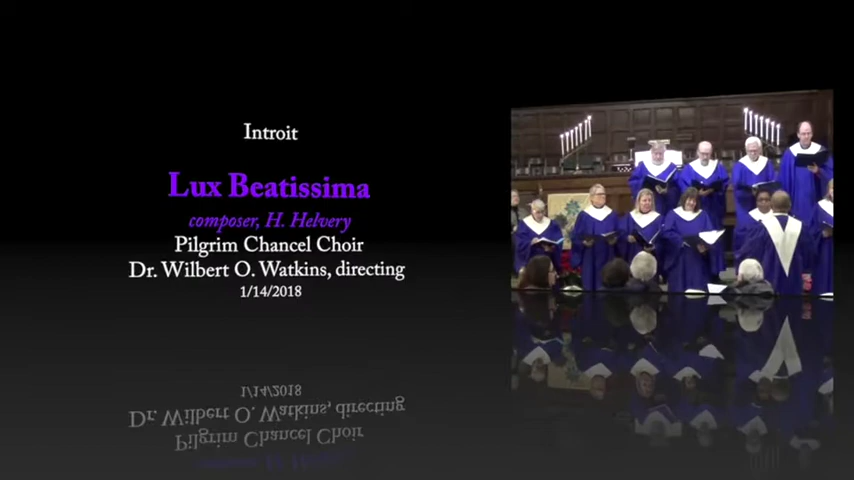 Introit
Lux Beatissima
composer, H. Helvery
Pilgrim Chancel Choir
Dr. Wilbert O. Watkins, directing
1/14/2018